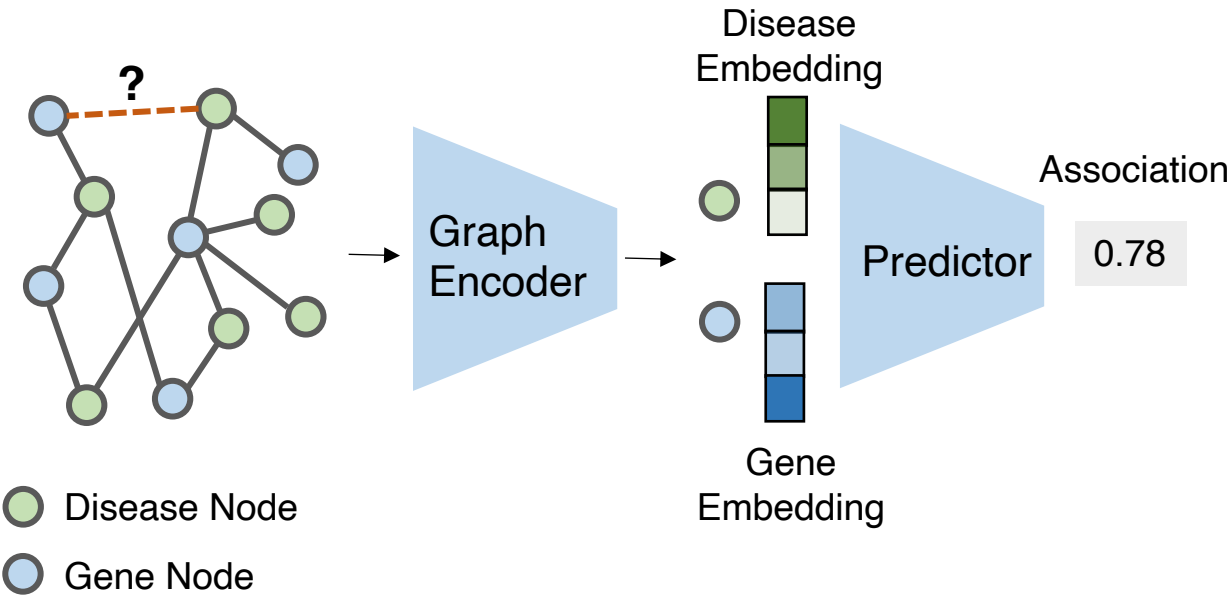 ?
Disease Node
Gene Node
Graph
Encoder
Disease
Embedding
Gene
Embedding
Predictor
Association
0.78